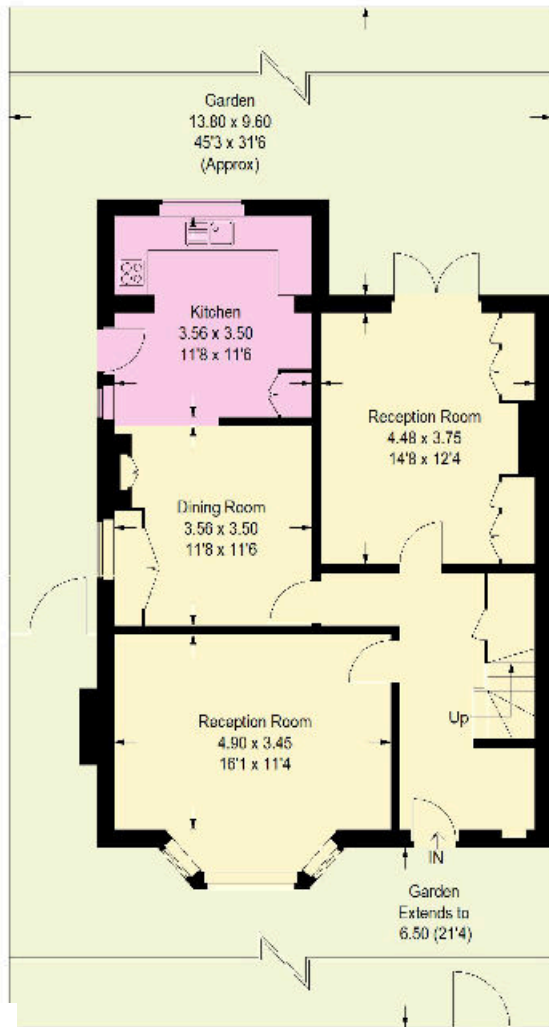 Garden
13.80 x 9.60
45'3 x 31'6
(Approx)
Kitchen
3.56 x 3.50
11'8 x 11'6
Reception Room
4.48 x 3.75
14'8 x 12'4
Dining Room
3.56 x 3.50
11'8 x 11'6
Reception Room
4.90 x 3.45
16'1 x 11'4
Up
IN
Garden
Extends to
6.50 (21'4)